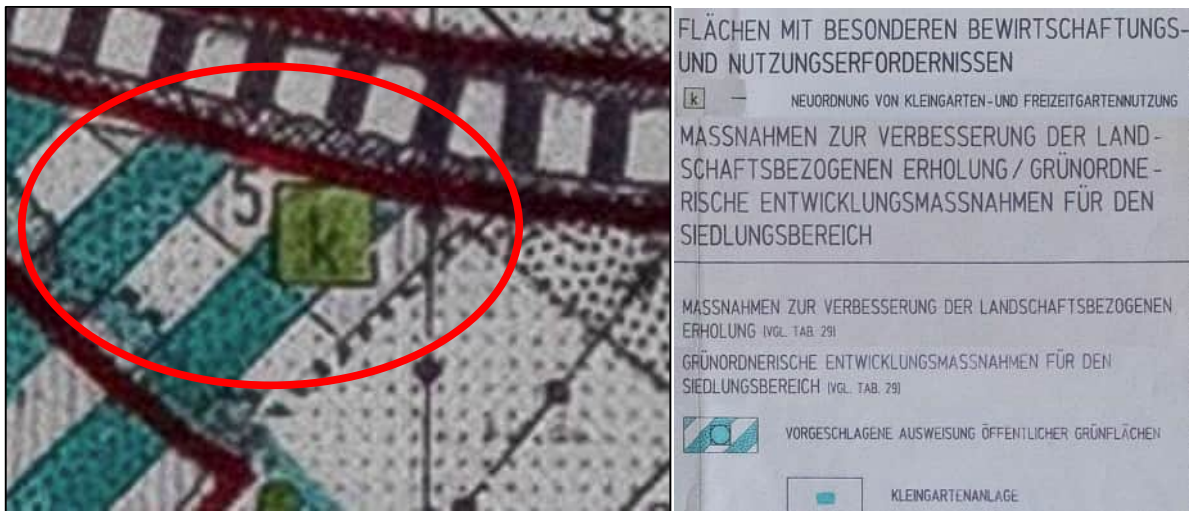 5
k
FLÄCHEN MIT BESONDEREN BEWIRTSCHAFTUNGS-
UND NUTZUNGSERFORDERNISSEN
k – NEUORDNUNG VON KLEINGARTEN-UND FREIZEITGARTENNUTZUNG
MASSNAHMEN ZUR VERBESSERUNG DER LAND-
SCHAFTSBEZOGENEN ERHOLUNG / GRÜNORDNE-
RISCHE ENTWICKLUNGSMASSNAHMEN FÜR DEN
SIEDLUNGSBEREICH
MASSNAHMEN ZUR VERBESSERUNG DER LANDSCHAFTSBEZOGENEN
ERHOLUNG (VGL. TAB. 29)
GRÜNORDNERISCHE ENTWICKLUNGSMASSNAHMEN FÜR DEN
SIEDLUNGSBEREICH (VGL. TAB. 29)
VORGESCHLAGENE AUSWEISUNG ÖFFENTLICHER GRÜNFLÄCHEN
KLEINGARTENANLAGE